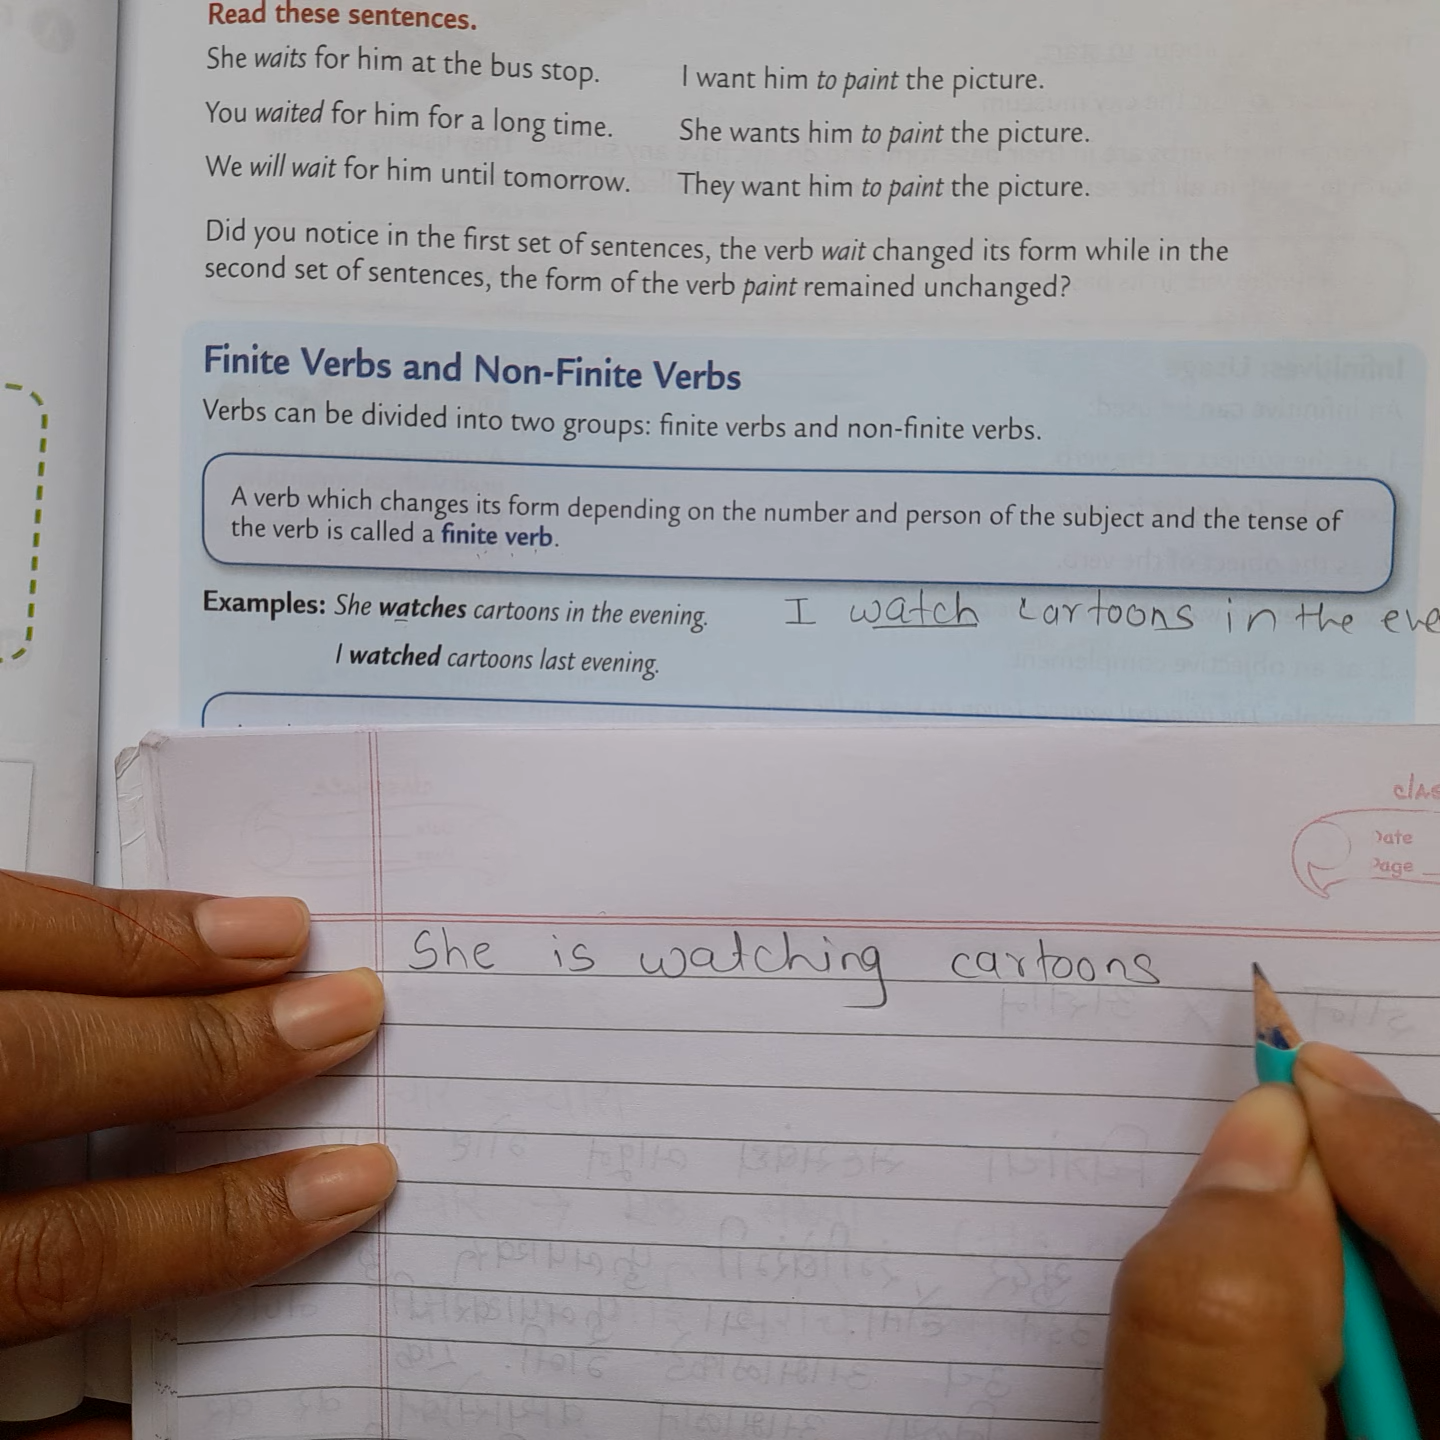 Read these sentences.
She waits for him at the bus stop.
You waited for him for a long time.
We will wait for him until tomorrow.
I want him to paint the picture.
She wants him to paint the picture.
They want him to paint the picture.
Did you notice in the first set of sentences, the verb wait changed its form while in the
second set of sentences, the form of the verb paint remained unchanged?
Finite Verbs and Non-Finite Verbs
Verbs can be divided into two groups: finite verbs and non-finite verbs.
A verb which changes its form depending on the number and person of the subject and the tense of
the verb is called a finite verb.
Examples: She watches cartoons in the evening. I watch cartoons in the eve
I watched cartoons last evening.
clas
Date
Page
She is watching cartoons